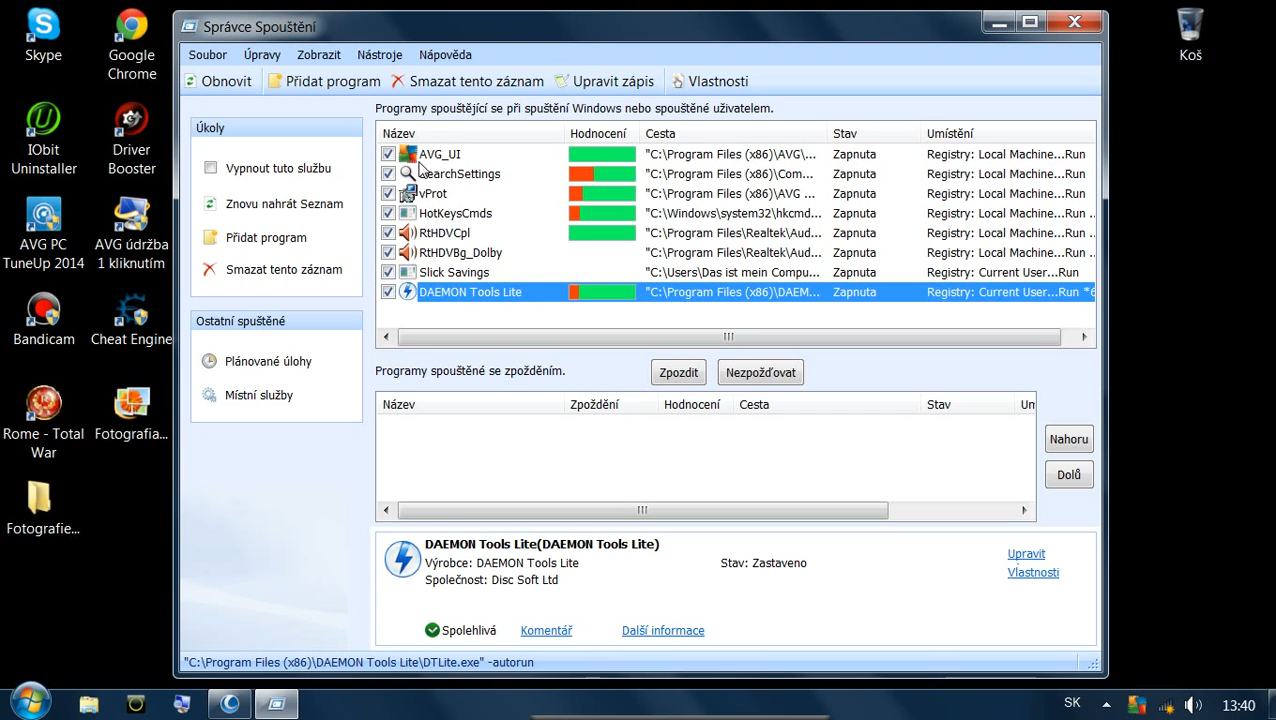 Skype
Google
Chrome
IObit
Uninstaller
Driver
Booster
AVG PC
TuneUp 2014
AVG údržba
1 kliknutím
Bandicam
Cheat Engine
Rome - Total
War
Fotografia...
Fotografie...
Koš
Správce Spouštění
Soubor Úpravy Zobrazit Nástroje Nápověda
Obnovit Přidat program Smazat tento záznam Upravit zápis Vlastnosti
Úkoly
Vypnout tuto službu
Znovu nahrát Seznam
Přidat program
Smazat tento záznam
Ostatní spuštěné
Plánované úlohy
Místní služby
Programy spouštějící se při spuštění Windows nebo spouštěné uživatelem.
Název Hodnocení Cesta Stav Umístění
AVG_UI "C:\Program Files (x86)\AVG\... Zapnuta Registry: Local Machine...Run
SearchSettings "C:\Program Files (x86)\Com... Zapnuta Registry: Local Machine...Run
vProt "C:\Program Files (x86)\AVG ... Zapnuta Registry: Local Machine...Run
HotKeysCmds "C:\Windows\system32\hkcmd... Zapnuta Registry: Local Machine...Run
RtHDVCpl "C:\Program Files\Realtek\Aud... Zapnuta Registry: Local Machine...Run
RtHDVBg_Dolby "C:\Program Files\Realtek\Aud... Zapnuta Registry: Local Machine...Run
Slick Savings "C:\Users\Das ist mein Compu... Zapnuta Registry: Current User...Run
DAEMON Tools Lite "C:\Program Files (x86)\DAEM... Zapnuta Registry: Current User...Run *6
Programy spouštěné se zpožděním. Zpozdit Nezpožďovat
Název Zpoždění Hodnocení Cesta Stav Um
Nahoru
Dolů
DAEMON Tools Lite(DAEMON Tools Lite)
Výrobce: DAEMON Tools Lite Stav: Zastaveno
Společnost: Disc Soft Ltd
Upravit
Vlastnosti
Spolehlivá Komentář Další informace
"C:\Program Files (x86)\DAEMON Tools Lite\DTLite.exe" -autorun
SK 13:40